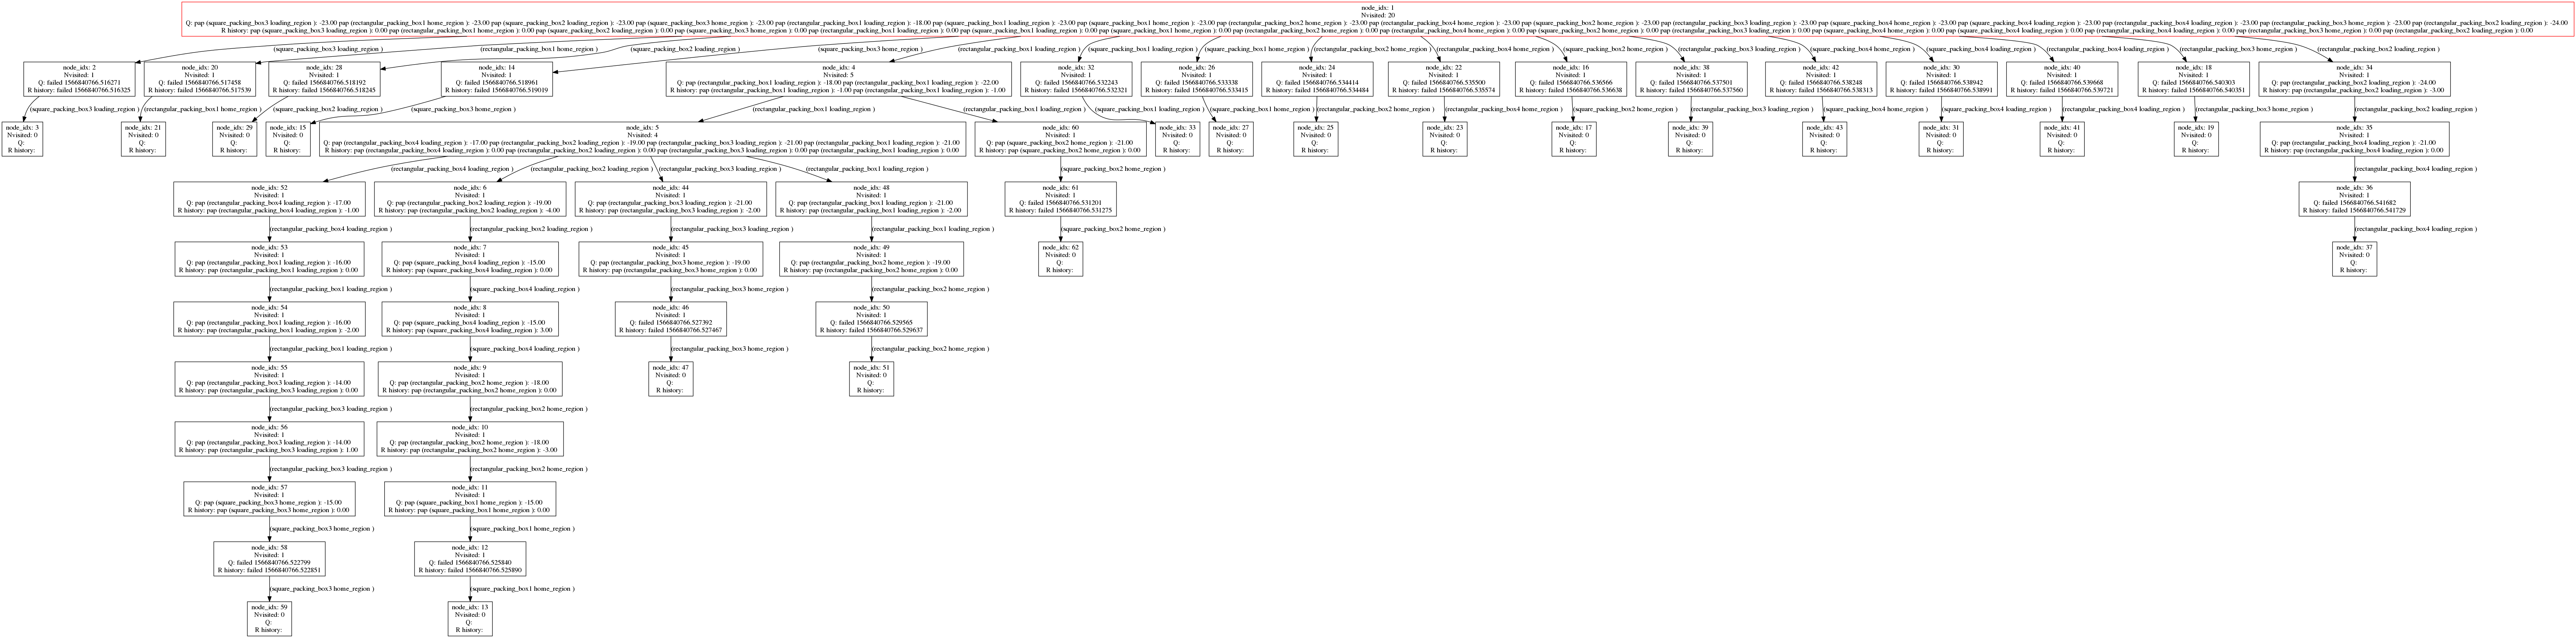 node_idx: 1
Nvisited: 20
Q: pap (square_packing_box3 loading_region ): -23.00 pap (rectangular_packing_box1 home_region ): -23.00 pap (square_packing_box2 loading_region ): -23.00 pap (square_packing_box3 home_region ): -23.00 pap (rectangular_packing_box1 loading_region ): -18.00 pap (square_packing_box1 loading_region ): -23.00 pap (square_packing_box1 home_region ): -23.00 pap (rectangular_packing_box2 home_region ): -23.00 pap (rectangular_packing_box4 home_region ): -23.00 pap (square_packing_box2 home_region ): -23.00 pap (rectangular_packing_box3 loading_region ): -23.00 pap (square_packing_box4 home_region ): -23.00 pap (square_packing_box4 loading_region ): -23.00 pap (rectangular_packing_box4 loading_region ): -23.00 pap (rectangular_packing_box3 home_region ): -23.00 pap (rectangular_packing_box2 loading_region ): -24.00
R history: pap (square_packing_box3 loading_region ): 0.00 pap (rectangular_packing_box1 home_region ): 0.00 pap (square_packing_box2 loading_region ): 0.00 pap (square_packing_box3 home_region ): 0.00 pap (rectangular_packing_box1 loading_region ): 0.00 pap (square_packing_box1 loading_region ): 0.00 pap (square_packing_box1 home_region ): 0.00 pap (rectangular_packing_box2 home_region ): 0.00 pap (rectangular_packing_box4 home_region ): 0.00 pap (square_packing_box2 home_region ): 0.00 pap (rectangular_packing_box3 loading_region ): 0.00 pap (square_packing_box4 home_region ): 0.00 pap (square_packing_box4 loading_region ): 0.00 pap (rectangular_packing_box4 loading_region ): 0.00 pap (rectangular_packing_box3 home_region ): 0.00 pap (rectangular_packing_box2 loading_region ): 0.00
(square_packing_box3 loading_region )
(rectangular_packing_box1 home_region )
(square_packing_box2 loading_region )
(square_packing_box3 home_region )
(rectangular_packing_box1 loading_region )
(square_packing_box1 loading_region )
(square_packing_box1 home_region )
(rectangular_packing_box2 home_region )
(rectangular_packing_box4 home_region )
(square_packing_box2 home_region )
(rectangular_packing_box3 loading_region )
(square_packing_box4 home_region )
(square_packing_box4 loading_region )
(rectangular_packing_box4 loading_region )
(rectangular_packing_box3 home_region )
(rectangular_packing_box2 loading_region )
node_idx: 2
Nvisited: 1
Q: failed 1566840766.516271
R history: failed 1566840766.516325
node_idx: 20
Nvisited: 1
Q: failed 1566840766.517458
R history: failed 1566840766.517539
node_idx: 28
Nvisited: 1
Q: failed 1566840766.518192
R history: failed 1566840766.518245
node_idx: 14
Nvisited: 1
Q: failed 1566840766.518961
R history: failed 1566840766.519019
node_idx: 4
Nvisited: 5
Q: pap (rectangular_packing_box1 loading_region ): -18.00 pap (rectangular_packing_box1 loading_region ): -22.00
R history: pap (rectangular_packing_box1 loading_region ): -1.00 pap (rectangular_packing_box1 loading_region ): -1.00
node_idx: 32
Nvisited: 1
Q: failed 1566840766.532243
R history: failed 1566840766.532321
node_idx: 26
Nvisited: 1
Q: failed 1566840766.533338
R history: failed 1566840766.533415
node_idx: 24
Nvisited: 1
Q: failed 1566840766.534414
R history: failed 1566840766.534484
node_idx: 22
Nvisited: 1
Q: failed 1566840766.535500
R history: failed 1566840766.535574
node_idx: 16
Nvisited: 1
Q: failed 1566840766.536566
R history: failed 1566840766.536638
node_idx: 38
Nvisited: 1
Q: failed 1566840766.537501
R history: failed 1566840766.537560
node_idx: 42
Nvisited: 1
Q: failed 1566840766.538248
R history: failed 1566840766.538313
node_idx: 30
Nvisited: 1
Q: failed 1566840766.538942
R history: failed 1566840766.538991
node_idx: 40
Nvisited: 1
Q: failed 1566840766.539668
R history: failed 1566840766.539721
node_idx: 18
Nvisited: 1
Q: failed 1566840766.540303
R history: failed 1566840766.540351
node_idx: 34
Nvisited: 1
Q: pap (rectangular_packing_box2 loading_region ): -24.00
R history: pap (rectangular_packing_box2 loading_region ): -3.00
(square_packing_box3 loading_region )
(rectangular_packing_box1 home_region )
(square_packing_box2 loading_region )
(square_packing_box3 home_region )
(rectangular_packing_box1 loading_region )
(rectangular_packing_box1 loading_region )
(square_packing_box1 loading_region )
(square_packing_box1 home_region )
(rectangular_packing_box2 home_region )
(rectangular_packing_box4 home_region )
(square_packing_box2 home_region )
(rectangular_packing_box3 loading_region )
(square_packing_box4 home_region )
(square_packing_box4 loading_region )
(rectangular_packing_box4 loading_region )
(rectangular_packing_box3 home_region )
(rectangular_packing_box2 loading_region )
node_idx: 3
Nvisited: 0
Q:
R history:
node_idx: 21
Nvisited: 0
Q:
R history:
node_idx: 29
Nvisited: 0
Q:
R history:
node_idx: 15
Nvisited: 0
Q:
R history:
node_idx: 5
Nvisited: 4
Q: pap (rectangular_packing_box4 loading_region ): -17.00 pap (rectangular_packing_box2 loading_region ): -19.00 pap (rectangular_packing_box3 loading_region ): -21.00 pap (rectangular_packing_box1 loading_region ): -21.00
R history: pap (rectangular_packing_box4 loading_region ): 0.00 pap (rectangular_packing_box2 loading_region ): 0.00 pap (rectangular_packing_box3 loading_region ): 0.00 pap (rectangular_packing_box1 loading_region ): 0.00
node_idx: 60
Nvisited: 1
Q: pap (square_packing_box2 home_region ): -21.00
R history: pap (square_packing_box2 home_region ): 0.00
node_idx: 33
Nvisited: 0
Q:
R history:
node_idx: 27
Nvisited: 0
Q:
R history:
node_idx: 25
Nvisited: 0
Q:
R history:
node_idx: 23
Nvisited: 0
Q:
R history:
node_idx: 17
Nvisited: 0
Q:
R history:
node_idx: 39
Nvisited: 0
Q:
R history:
node_idx: 43
Nvisited: 0
Q:
R history:
node_idx: 31
Nvisited: 0
Q:
R history:
node_idx: 41
Nvisited: 0
Q:
R history:
node_idx: 19
Nvisited: 0
Q:
R history:
node_idx: 35
Nvisited: 1
Q: pap (rectangular_packing_box4 loading_region ): -21.00
R history: pap (rectangular_packing_box4 loading_region ): 0.00
(rectangular_packing_box4 loading_region )
(rectangular_packing_box2 loading_region )
(rectangular_packing_box3 loading_region )
(rectangular_packing_box1 loading_region )
(square_packing_box2 home_region )
(rectangular_packing_box4 loading_region )
node_idx: 52
Nvisited: 1
Q: pap (rectangular_packing_box4 loading_region ): -17.00
R history: pap (rectangular_packing_box4 loading_region ): -1.00
node_idx: 6
Nvisited: 1
Q: pap (rectangular_packing_box2 loading_region ): -19.00
R history: pap (rectangular_packing_box2 loading_region ): -4.00
node_idx: 44
Nvisited: 1
Q: pap (rectangular_packing_box3 loading_region ): -21.00
R history: pap (rectangular_packing_box3 loading_region ): -2.00
node_idx: 48
Nvisited: 1
Q: pap (rectangular_packing_box1 loading_region ): -21.00
R history: pap (rectangular_packing_box1 loading_region ): -2.00
node_idx: 61
Nvisited: 1
Q: failed 1566840766.531201
R history: failed 1566840766.531275
node_idx: 36
Nvisited: 1
Q: failed 1566840766.541682
R history: failed 1566840766.541729
(rectangular_packing_box4 loading_region )
(rectangular_packing_box2 loading_region )
(rectangular_packing_box3 loading_region )
(rectangular_packing_box1 loading_region )
(square_packing_box2 home_region )
(rectangular_packing_box4 loading_region )
node_idx: 53
Nvisited: 1
Q: pap (rectangular_packing_box1 loading_region ): -16.00
R history: pap (rectangular_packing_box1 loading_region ): 0.00
node_idx: 7
Nvisited: 1
Q: pap (square_packing_box4 loading_region ): -15.00
R history: pap (square_packing_box4 loading_region ): 0.00
node_idx: 45
Nvisited: 1
Q: pap (rectangular_packing_box3 home_region ): -19.00
R history: pap (rectangular_packing_box3 home_region ): 0.00
node_idx: 49
Nvisited: 1
Q: pap (rectangular_packing_box2 home_region ): -19.00
R history: pap (rectangular_packing_box2 home_region ): 0.00
node_idx: 62
Nvisited: 0
Q:
R history:
node_idx: 37
Nvisited: 0
Q:
R history:
(rectangular_packing_box1 loading_region )
(square_packing_box4 loading_region )
(rectangular_packing_box3 home_region )
(rectangular_packing_box2 home_region )
node_idx: 54
Nvisited: 1
Q: pap (rectangular_packing_box1 loading_region ): -16.00
R history: pap (rectangular_packing_box1 loading_region ): -2.00
node_idx: 8
Nvisited: 1
Q: pap (square_packing_box4 loading_region ): -15.00
R history: pap (square_packing_box4 loading_region ): 3.00
node_idx: 46
Nvisited: 1
Q: failed 1566840766.527392
R history: failed 1566840766.527467
node_idx: 50
Nvisited: 1
Q: failed 1566840766.529565
R history: failed 1566840766.529637
(rectangular_packing_box1 loading_region )
(square_packing_box4 loading_region )
(rectangular_packing_box3 home_region )
(rectangular_packing_box2 home_region )
node_idx: 55
Nvisited: 1
Q: pap (rectangular_packing_box3 loading_region ): -14.00
R history: pap (rectangular_packing_box3 loading_region ): 0.00
node_idx: 9
Nvisited: 1
Q: pap (rectangular_packing_box2 home_region ): -18.00
R history: pap (rectangular_packing_box2 home_region ): 0.00
node_idx: 47
Nvisited: 0
Q:
R history:
node_idx: 51
Nvisited: 0
Q:
R history:
(rectangular_packing_box3 loading_region )
(rectangular_packing_box2 home_region )
node_idx: 56
Nvisited: 1
Q: pap (rectangular_packing_box3 loading_region ): -14.00
R history: pap (rectangular_packing_box3 loading_region ): 1.00
node_idx: 10
Nvisited: 1
Q: pap (rectangular_packing_box2 home_region ): -18.00
R history: pap (rectangular_packing_box2 home_region ): -3.00
(rectangular_packing_box3 loading_region )
(rectangular_packing_box2 home_region )
node_idx: 57
Nvisited: 1
Q: pap (square_packing_box3 home_region ): -15.00
R history: pap (square_packing_box3 home_region ): 0.00
node_idx: 11
Nvisited: 1
Q: pap (square_packing_box1 home_region ): -15.00
R history: pap (square_packing_box1 home_region ): 0.00
(square_packing_box3 home_region )
(square_packing_box1 home_region )
node_idx: 58
Nvisited: 1
Q: failed 1566840766.522799
R history: failed 1566840766.522851
node_idx: 12
Nvisited: 1
Q: failed 1566840766.525840
R history: failed 1566840766.525890
(square_packing_box3 home_region )
(square_packing_box1 home_region )
node_idx: 59
Nvisited: 0
Q:
R history:
node_idx: 13
Nvisited: 0
Q:
R history: